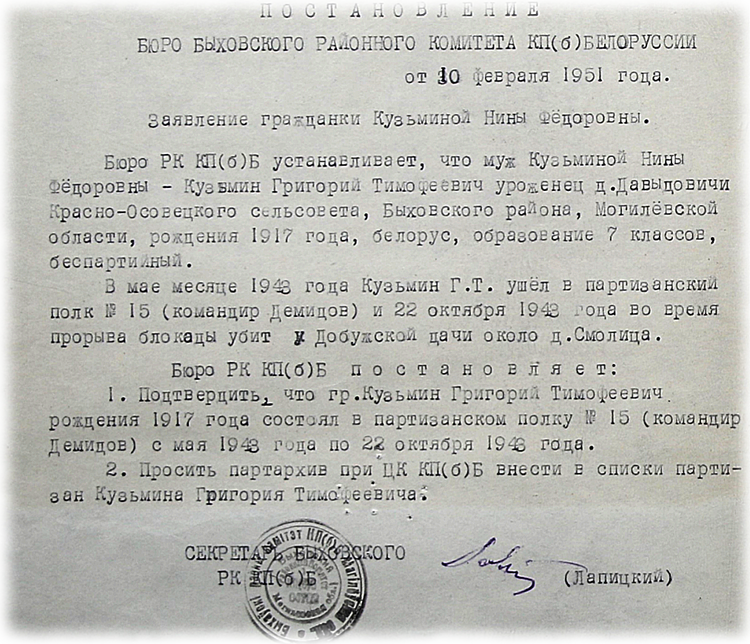 П О С Т А Н О В Л Е Н И Е
БЮРО БЫХОВСКОГО РАЙОННОГО КОМИТЕТА КП(б)БЕЛОРУССИИ
от 10 февраля 1951 года.
Заявление гражданки Кузьминой Нины Фёдоровны.
Бюро РК КП(б)Б устанавливает, что муж Кузьминой Нины
Фёдоровны - Кузьмин Григорий Тимофеевич уроженец д.Давыдовичи
Красно-Осовецкого сельсовета, Быховского района, Могилёвской
области, рождения 1917 года, белорус, образование 7 классов,
беспартийный.
В мае месяце 1943 года Кузьмин Г.Т. ушёл в партизанский
полк № 15 (командир Демидов) и 22 октября 1943 года во время
прорыва блокады убит у Добужской дачи около д.Смолица.
Бюро РК КП(б)Б п о с т а н о в л я е т:
1. Подтвердить, что гр.Кузьмин Григорий Тимофеевич
рождения 1917 года состоял в партизанском полку № 15 (командир
Демидов) с мая 1943 года по 22 октября 1943 года.
2. Просить партархив при ЦК КП(б)Б внести в списки парти-
зан Кузьмина Григория Тимофеевича.
СЕКРЕТАРЬ БЫХОВСКОГО
РК КП(б)Б (Лапицкий)